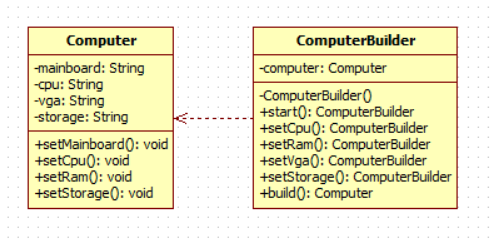 Computer
-mainboard: String
-cpu: String
-vga: String
-storage: String
+setMainboard(): void
+setCpu(): void
+setRam(): void
+setStorage(): void
ComputerBuilder
-computer: Computer
-ComputerBuilder()
+start(): ComputerBuilder
+setCpu(): ComputerBuilder
+setRam(): ComputerBuilder
+setVga(): ComputerBuilder
+setStorage(): ComputerBuilder
+build(): Computer